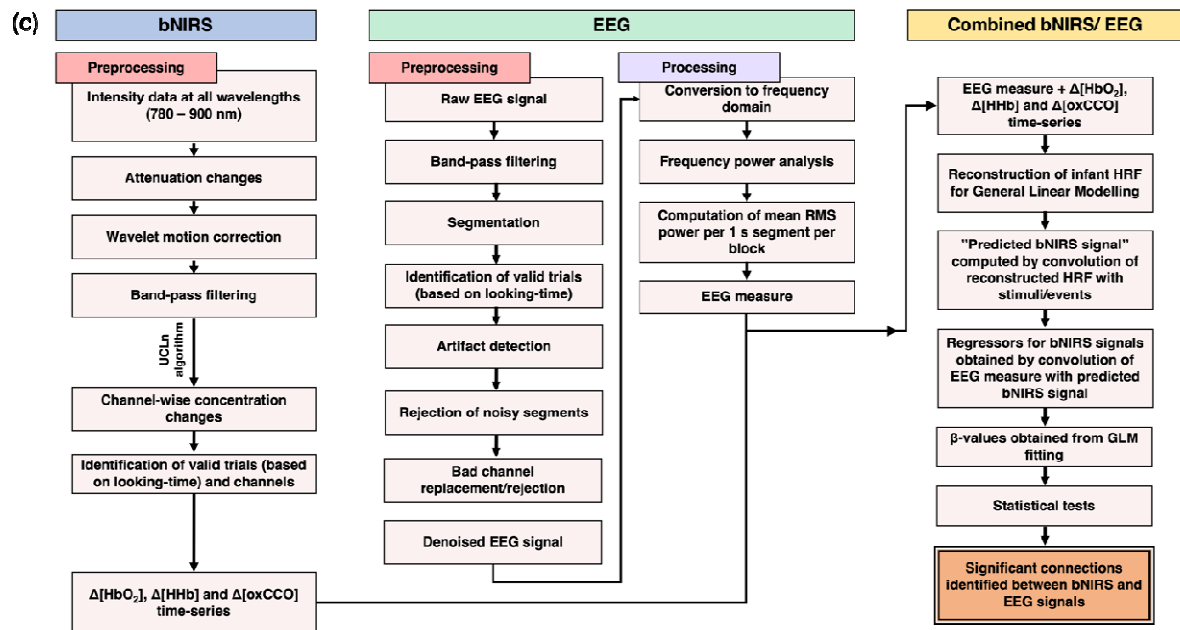 (c)
bNIRS
Preprocessing
Intensity data at all wavelengths
(780 – 900 nm)
Attenuation changes
Wavelet motion correction
Band-pass filtering
UCLn
algorithm
Channel-wise concentration
changes
Identification of valid trials (based
on looking-time) and channels
Δ[HbO₂], Δ[HHb] and Δ[oxCCO]
time-series
EEG
Preprocessing
Raw EEG signal
Band-pass filtering
Segmentation
Identification of valid trials
(based on looking-time)
Artifact detection
Rejection of noisy segments
Bad channel
replacement/rejection
Denoised EEG signal
Processing
Conversion to frequency
domain
Frequency power analysis
Computation of mean RMS
power per 1 s segment per
block
EEG measure
Combined bNIRS/ EEG
EEG measure + Δ[HbO₂],
Δ[HHb] and Δ[oxCCO]
time-series
Reconstruction of infant HRF
for General Linear Modelling
"Predicted bNIRS signal"
computed by convolution of
reconstructed HRF with
stimuli/events
Regressors for bNIRS signals
obtained by convolution of
EEG measure with predicted
bNIRS signal
β-values obtained from GLM
fitting
Statistical tests
Significant connections
identified between bNIRS and
EEG signals